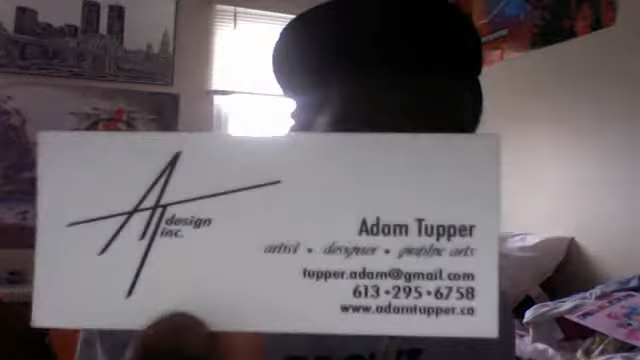 AT design
inc.
Adam Tupper
artist • designer • graphic arts
tupper.adam@gmail.com
613•295•6758
www.adamtupper.ca